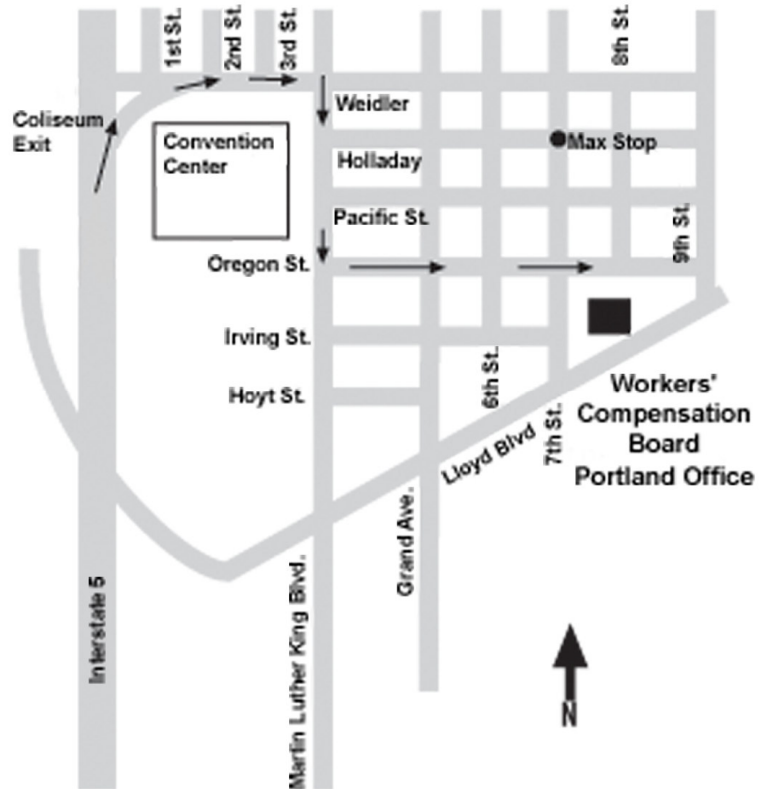 1st St.
2nd St.
3rd St.
8th St.
Coliseum
Exit
Weidler
Convention
Center
Max Stop
Holladay
Pacific St.
9th St.
Oregon St.
Irving St.
6th St.
Hoyt St.
7th St.
Workers'
Compensation
Board
Portland Office
Lloyd Blvd
Grand Ave.
Interstate 5
Martin Luther King Blvd.
N